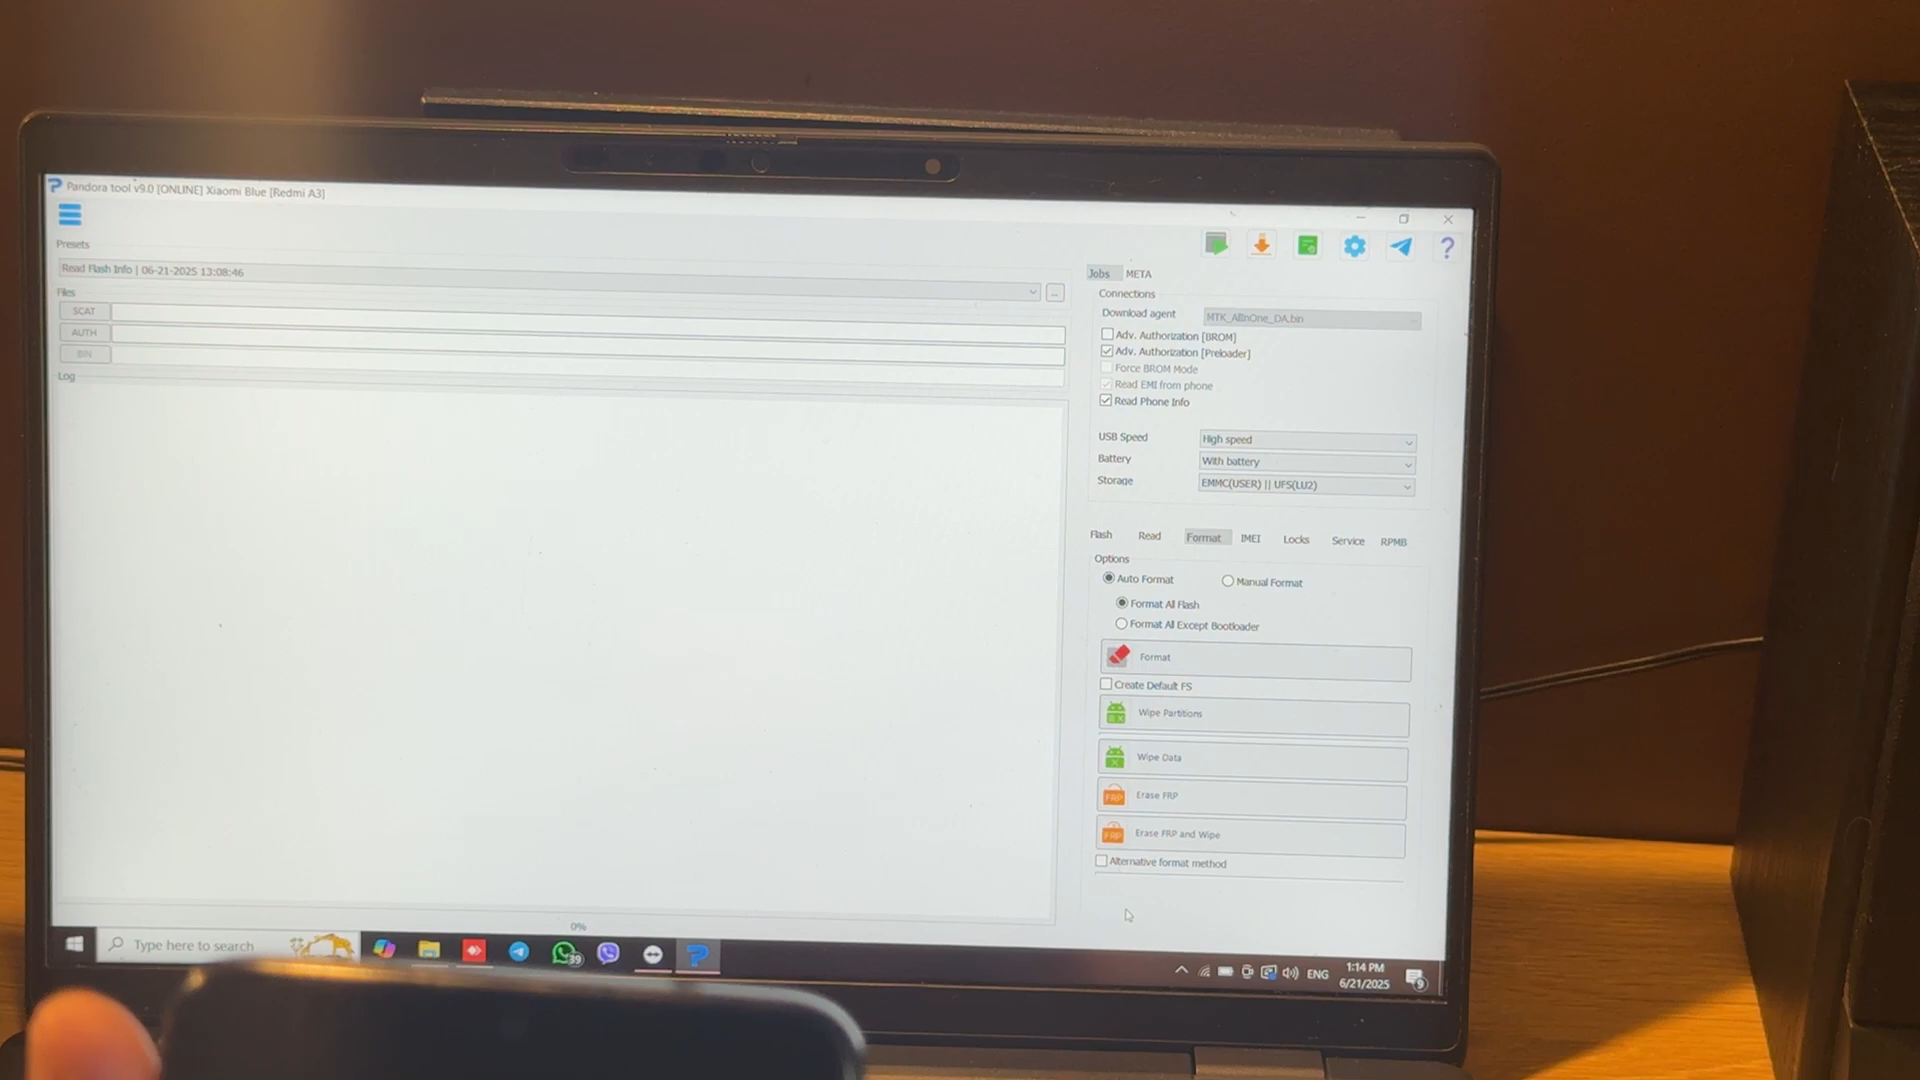 Pandora tool v9.0 [ONLINE] Xiaomi Blue [Redmi A3]
Presets
Read Flash Info | 06-21-2025 13:08:46
...
Files
SCAT
AUTH
BIN
Log
0%
?
Jobs META
Connections
Download agent MTK_AllInOne_DA.bin
Adv. Authorization [BROM]
Adv. Authorization [Preloader]
Force BROM Mode
Read EMI from phone
Read Phone Info
USB Speed High speed
Battery With battery
Storage EMMC(USER) || UFS(LU2)
Flash Read Format IMEI Locks Service RPMB
Options
Auto Format Manual Format
Format All Flash
Format All Except Bootloader
Format
Create Default FS
Wipe Partitions
Wipe Data
FRP Erase FRP
FRP Erase FRP and Wipe
Alternative format method
Type here to search
39
ENG
1:14 PM
6/21/2025
9